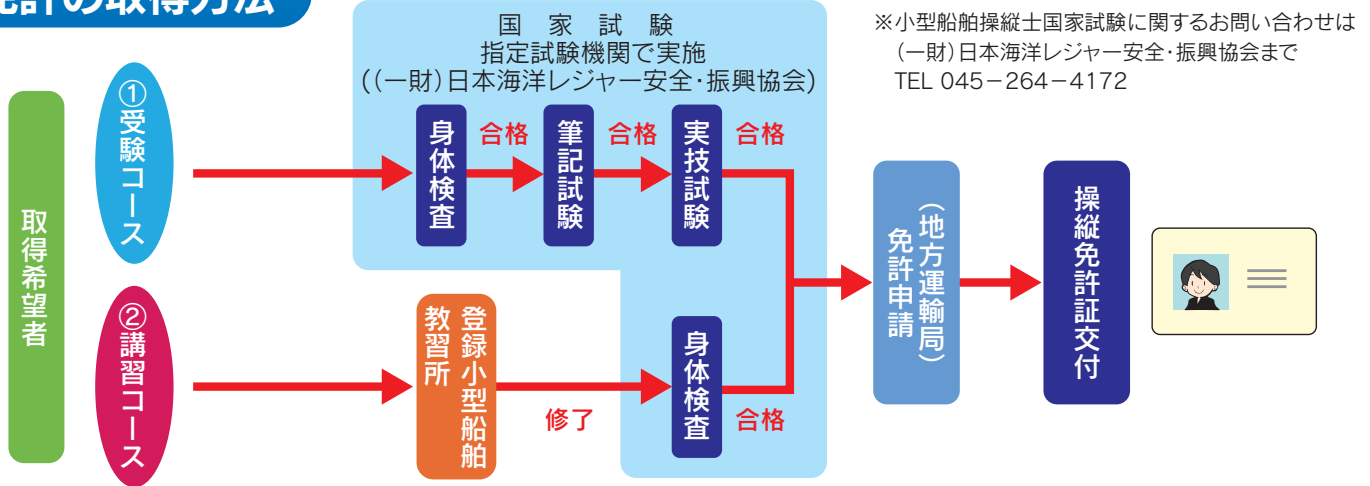 の取得方法
国家試験
指定試験機関で実施
((一財)日本海洋レジャー安全・振興協会)
※小型船舶操縦士国家試験に関するお問い合わせは
(一財)日本海洋レジャー安全・振興協会まで
TEL 045-264-4172
取得希望者
①受験コース
身体検査
合格
筆記試験
合格
実技試験
合格
②講習コース
登録小型船舶
教習所
修了
身体検査
合格
(地方運輸局)
免許申請
操縦免許証交付